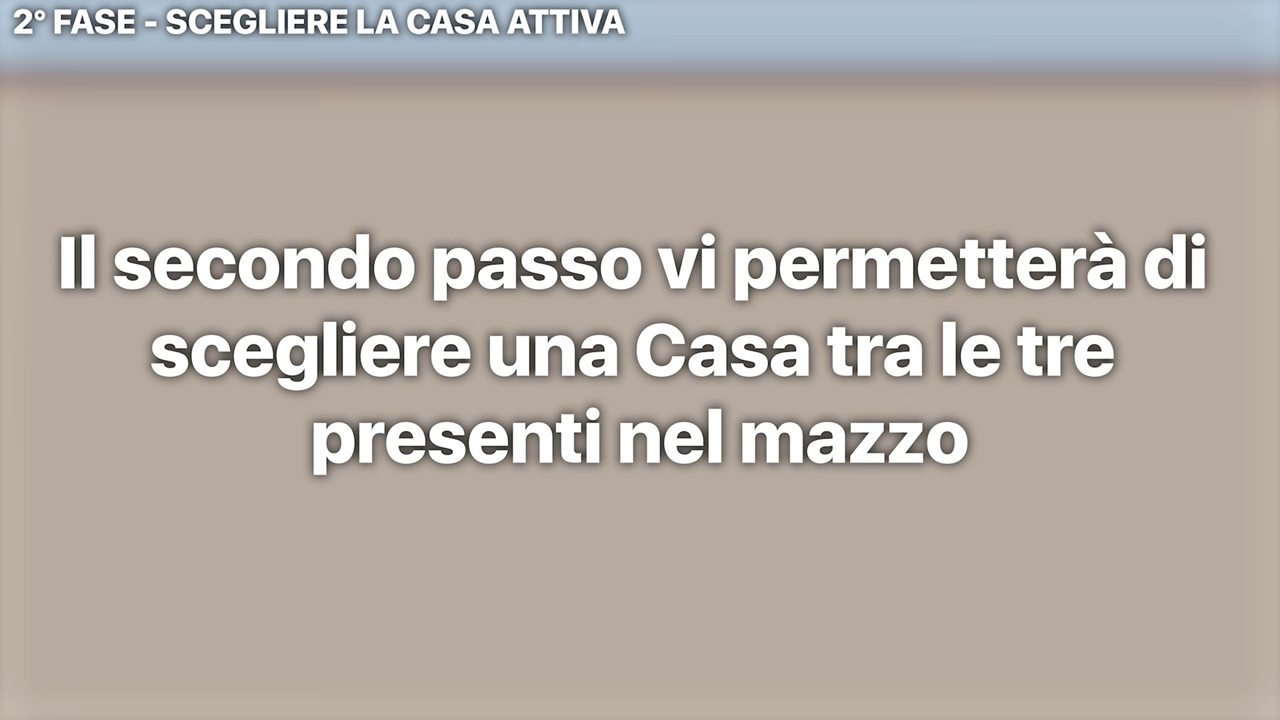 2° FASE - SCEGLIERE LA CASA ATTIVA
Il secondo passo vi permetterà di
scegliere una Casa tra le tre
presenti nel mazzo